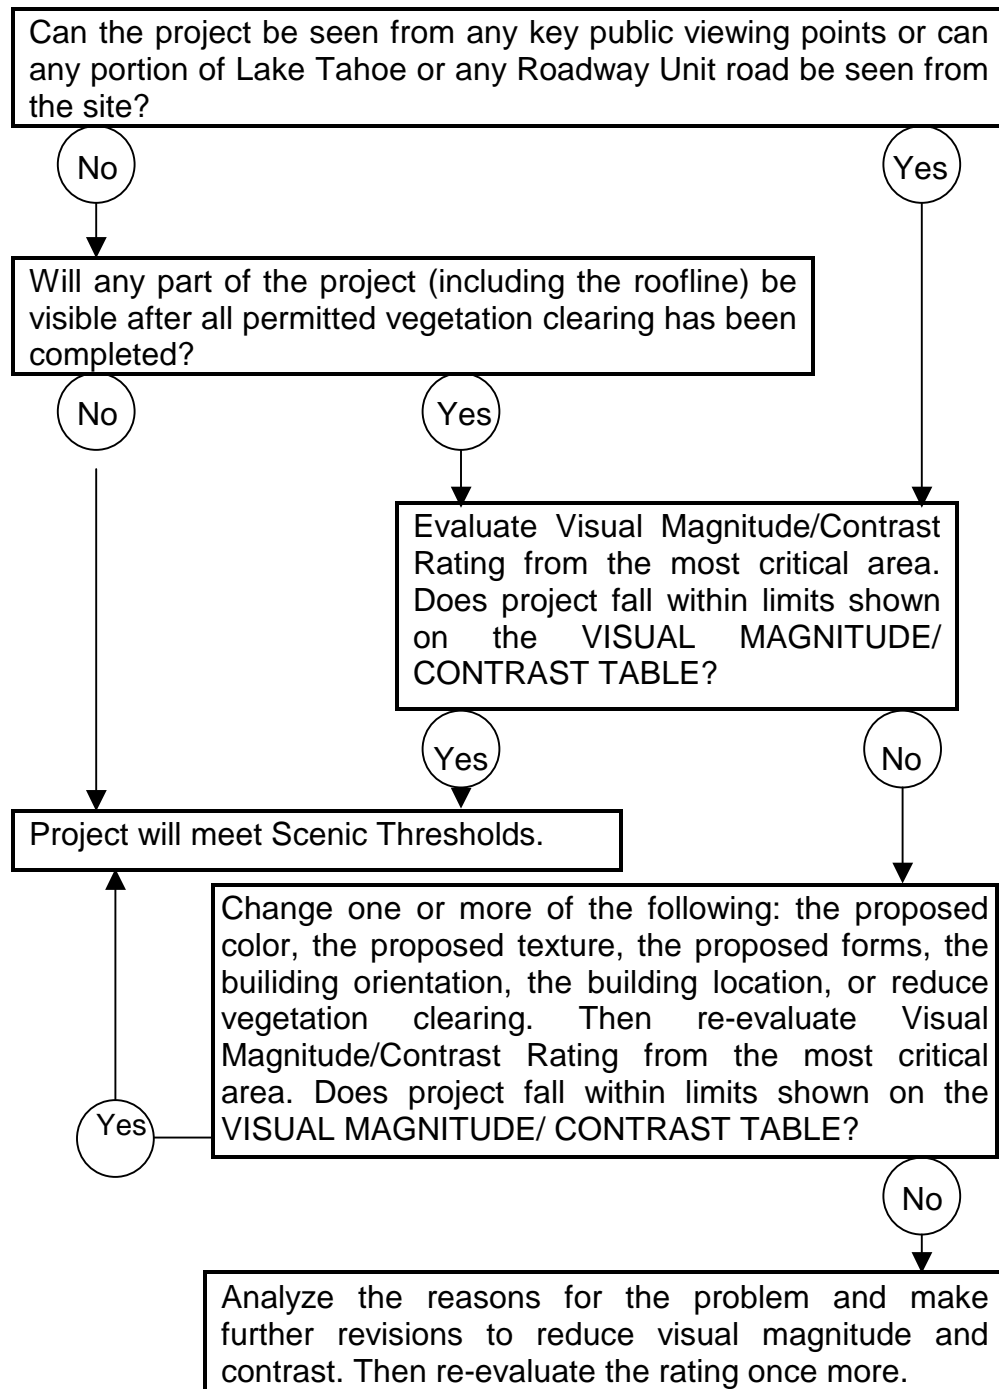 Can the project be seen from any key public viewing points or can
any portion of Lake Tahoe or any Roadway Unit road be seen from
the site?
No
Yes
Will any part of the project (including the roofline) be
visible after all permitted vegetation clearing has been
completed?
No
Yes
Evaluate Visual Magnitude/Contrast
Rating from the most critical area.
Does project fall within limits shown
on the VISUAL MAGNITUDE/
CONTRAST TABLE?
Yes
No
Project will meet Scenic Thresholds.
Change one or more of the following: the proposed
color, the proposed texture, the proposed forms, the
builiding orientation, the building location, or reduce
vegetation clearing. Then re-evaluate Visual
Magnitude/Contrast Rating from the most critical
area. Does project fall within limits shown on the
VISUAL MAGNITUDE/ CONTRAST TABLE?
Yes
No
Analyze the reasons for the problem and make
further revisions to reduce visual magnitude and
contrast. Then re-evaluate the rating once more.